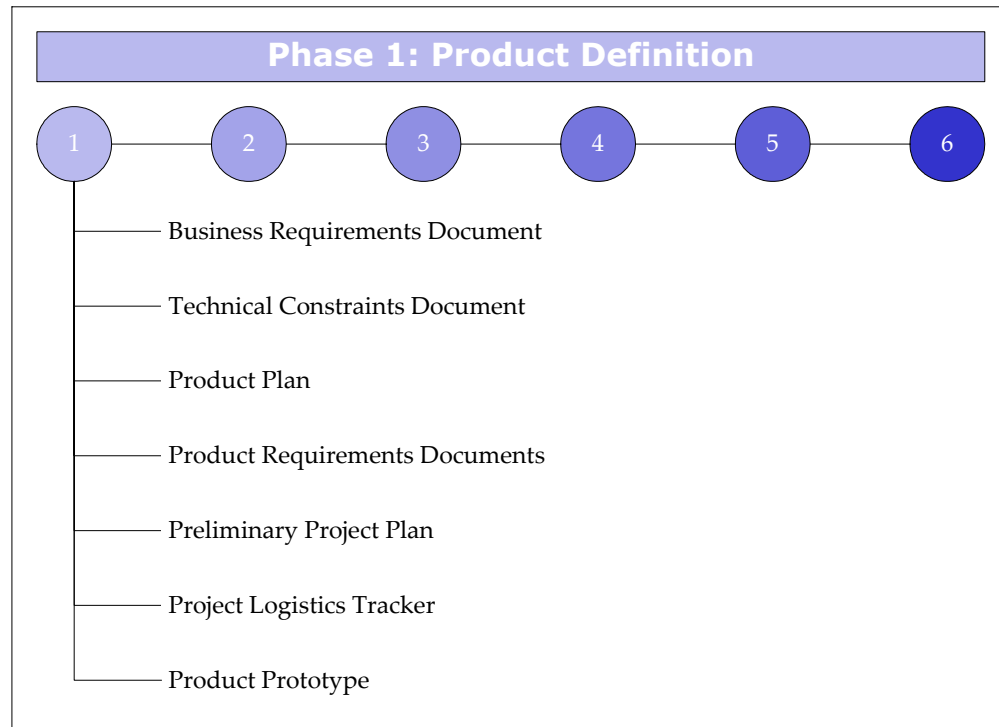 Phase 1: Product Definition
1 2 3 4 5 6
Business Requirements Document
Technical Constraints Document
Product Plan
Product Requirements Documents
Preliminary Project Plan
Project Logistics Tracker
Product Prototype